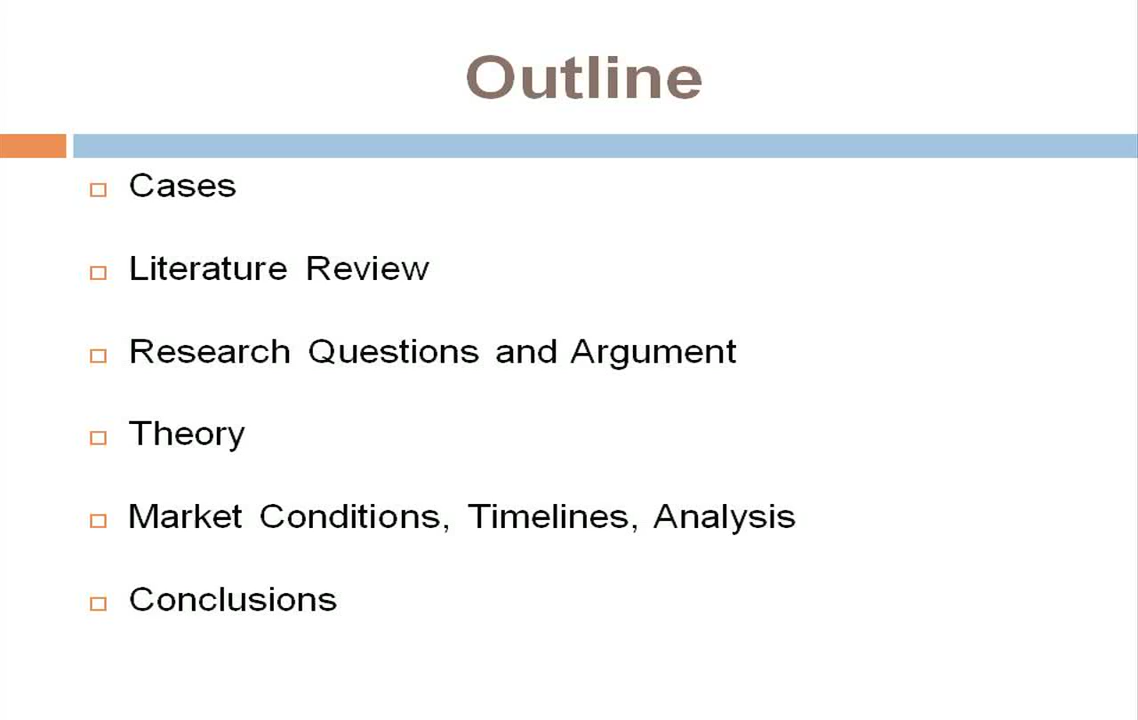 Outline
Cases
Literature Review
Research Questions and Argument
Theory
Market Conditions, Timelines, Analysis
Conclusions